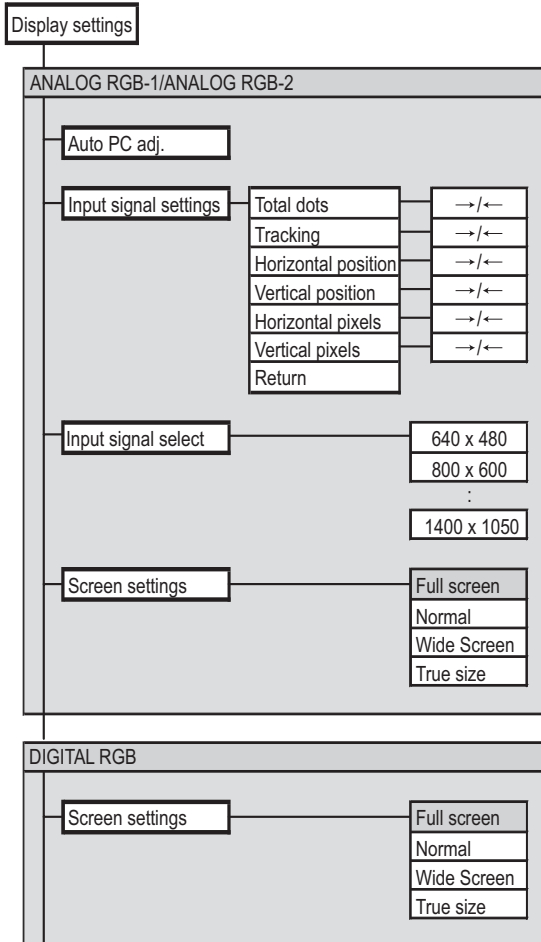 Display settings
ANALOG RGB-1/ANALOG RGB-2
Auto PC adj.
Input signal settings
Total dots →/←
Tracking →/←
Horizontal position →/←
Vertical position →/←
Horizontal pixels →/←
Vertical pixels →/←
Return
Input signal select
640 x 480
800 x 600
:
1400 x 1050
Screen settings
Full screen
Normal
Wide Screen
True size
DIGITAL RGB
Screen settings
Full screen
Normal
Wide Screen
True size